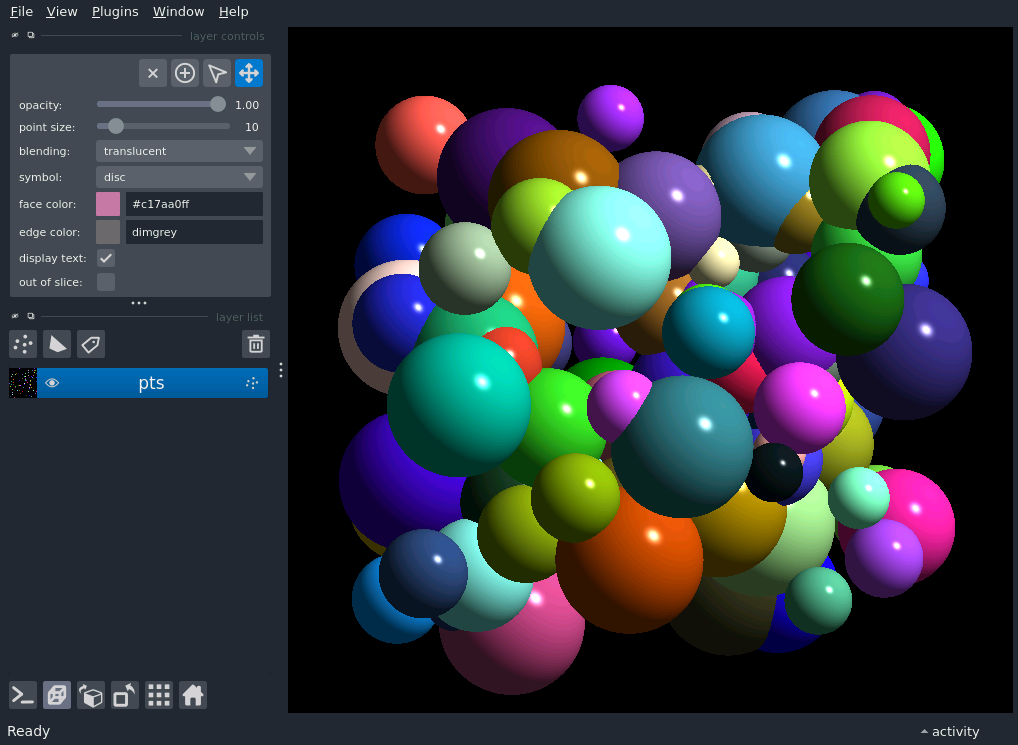 File View Plugins Window Help
layer controls
opacity: 1.00
point size: 10
blending: translucent
symbol: disc
face color: #c17aa0ff
edge color: dimgrey
display text:
out of slice:
layer list
pts
Ready activity